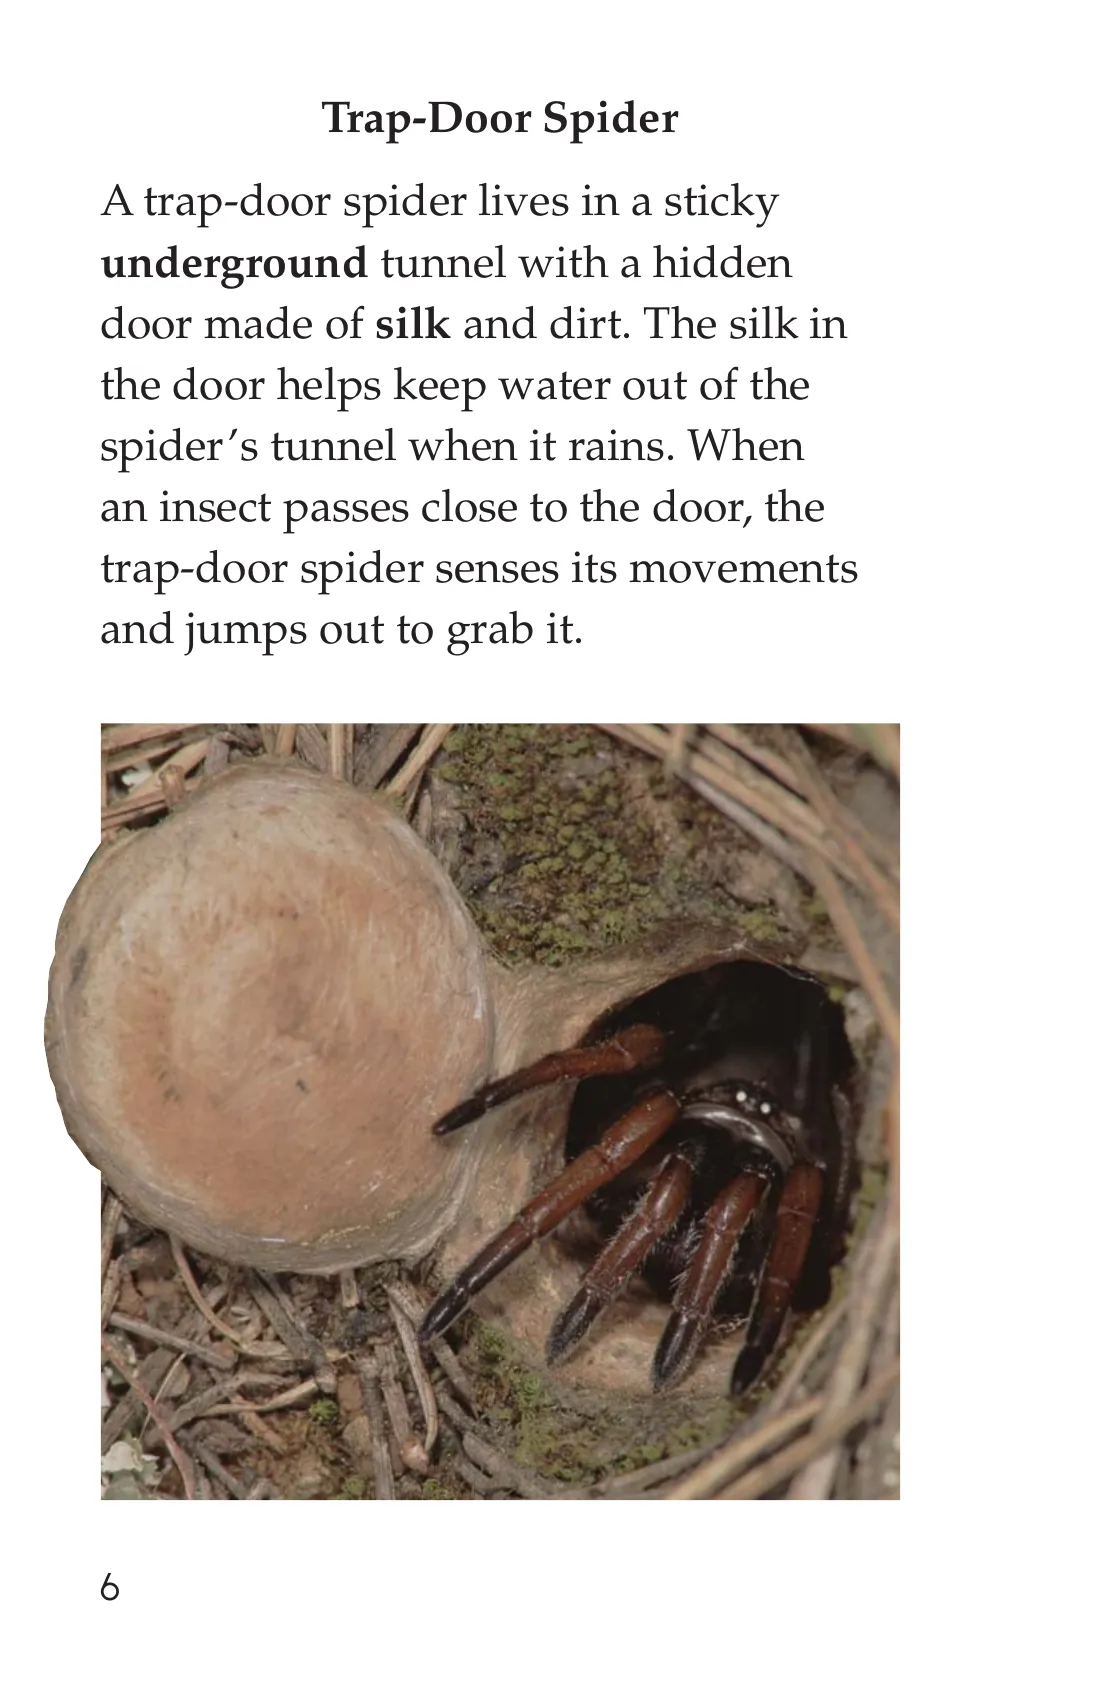 Trap-Door Spider
A trap-door spider lives in a sticky
underground tunnel with a hidden
door made of silk and dirt. The silk in
the door helps keep water out of the
spider’s tunnel when it rains. When
an insect passes close to the door, the
trap-door spider senses its movements
and jumps out to grab it.
6